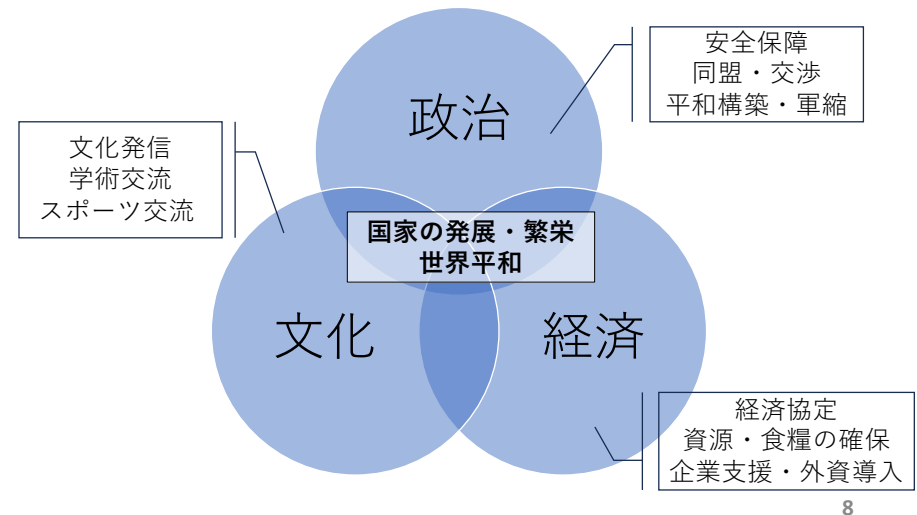 政治
安全保障
同盟・交渉
平和構築・軍縮
文化発信
学術交流
スポーツ交流
国家の発展・繁栄
世界平和
文化
経済
経済協定
資源・食糧の確保
企業支援・外資導入
8